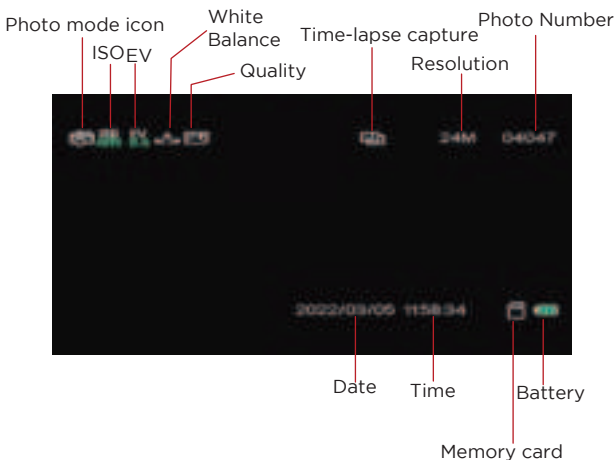 Photo mode icon
ISO
EV
White
Balance
Quality
Time-lapse capture
Resolution
Photo Number
24M
04047
2022/03/05 11:58:34
Date
Time
Battery
Memory card